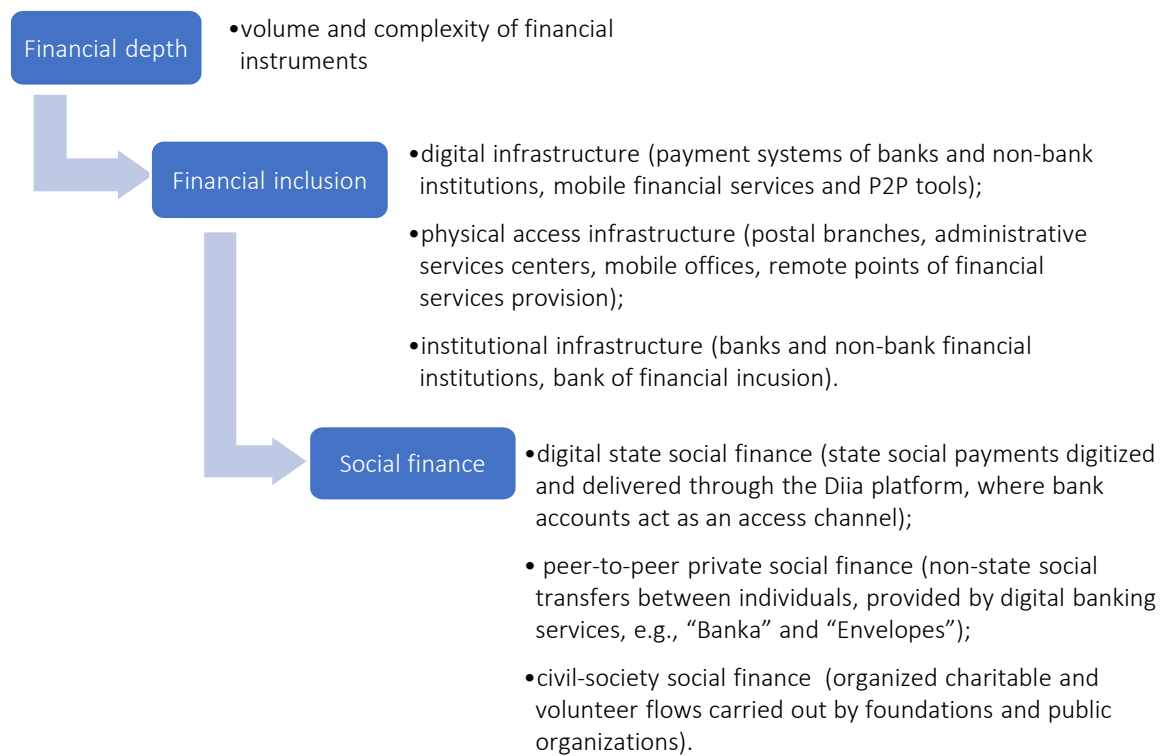 Financial depth
•volume and complexity of financial
instruments
Financial inclusion
•digital infrastructure (payment systems of banks and non-bank
institutions, mobile financial services and P2P tools);
•physical access infrastructure (postal branches, administrative
services centers, mobile offices, remote points of financial
services provision);
•institutional infrastructure (banks and non-bank financial
institutions, bank of financial incusion).
Social finance
•digital state social finance (state social payments digitized
and delivered through the Diia platform, where bank
accounts act as an access channel);
• peer-to-peer private social finance (non-state social
transfers between individuals, provided by digital banking
services, e.g., “Banka” and “Envelopes”);
•civil-society social finance  (organized charitable and
volunteer flows carried out by foundations and public
organizations).